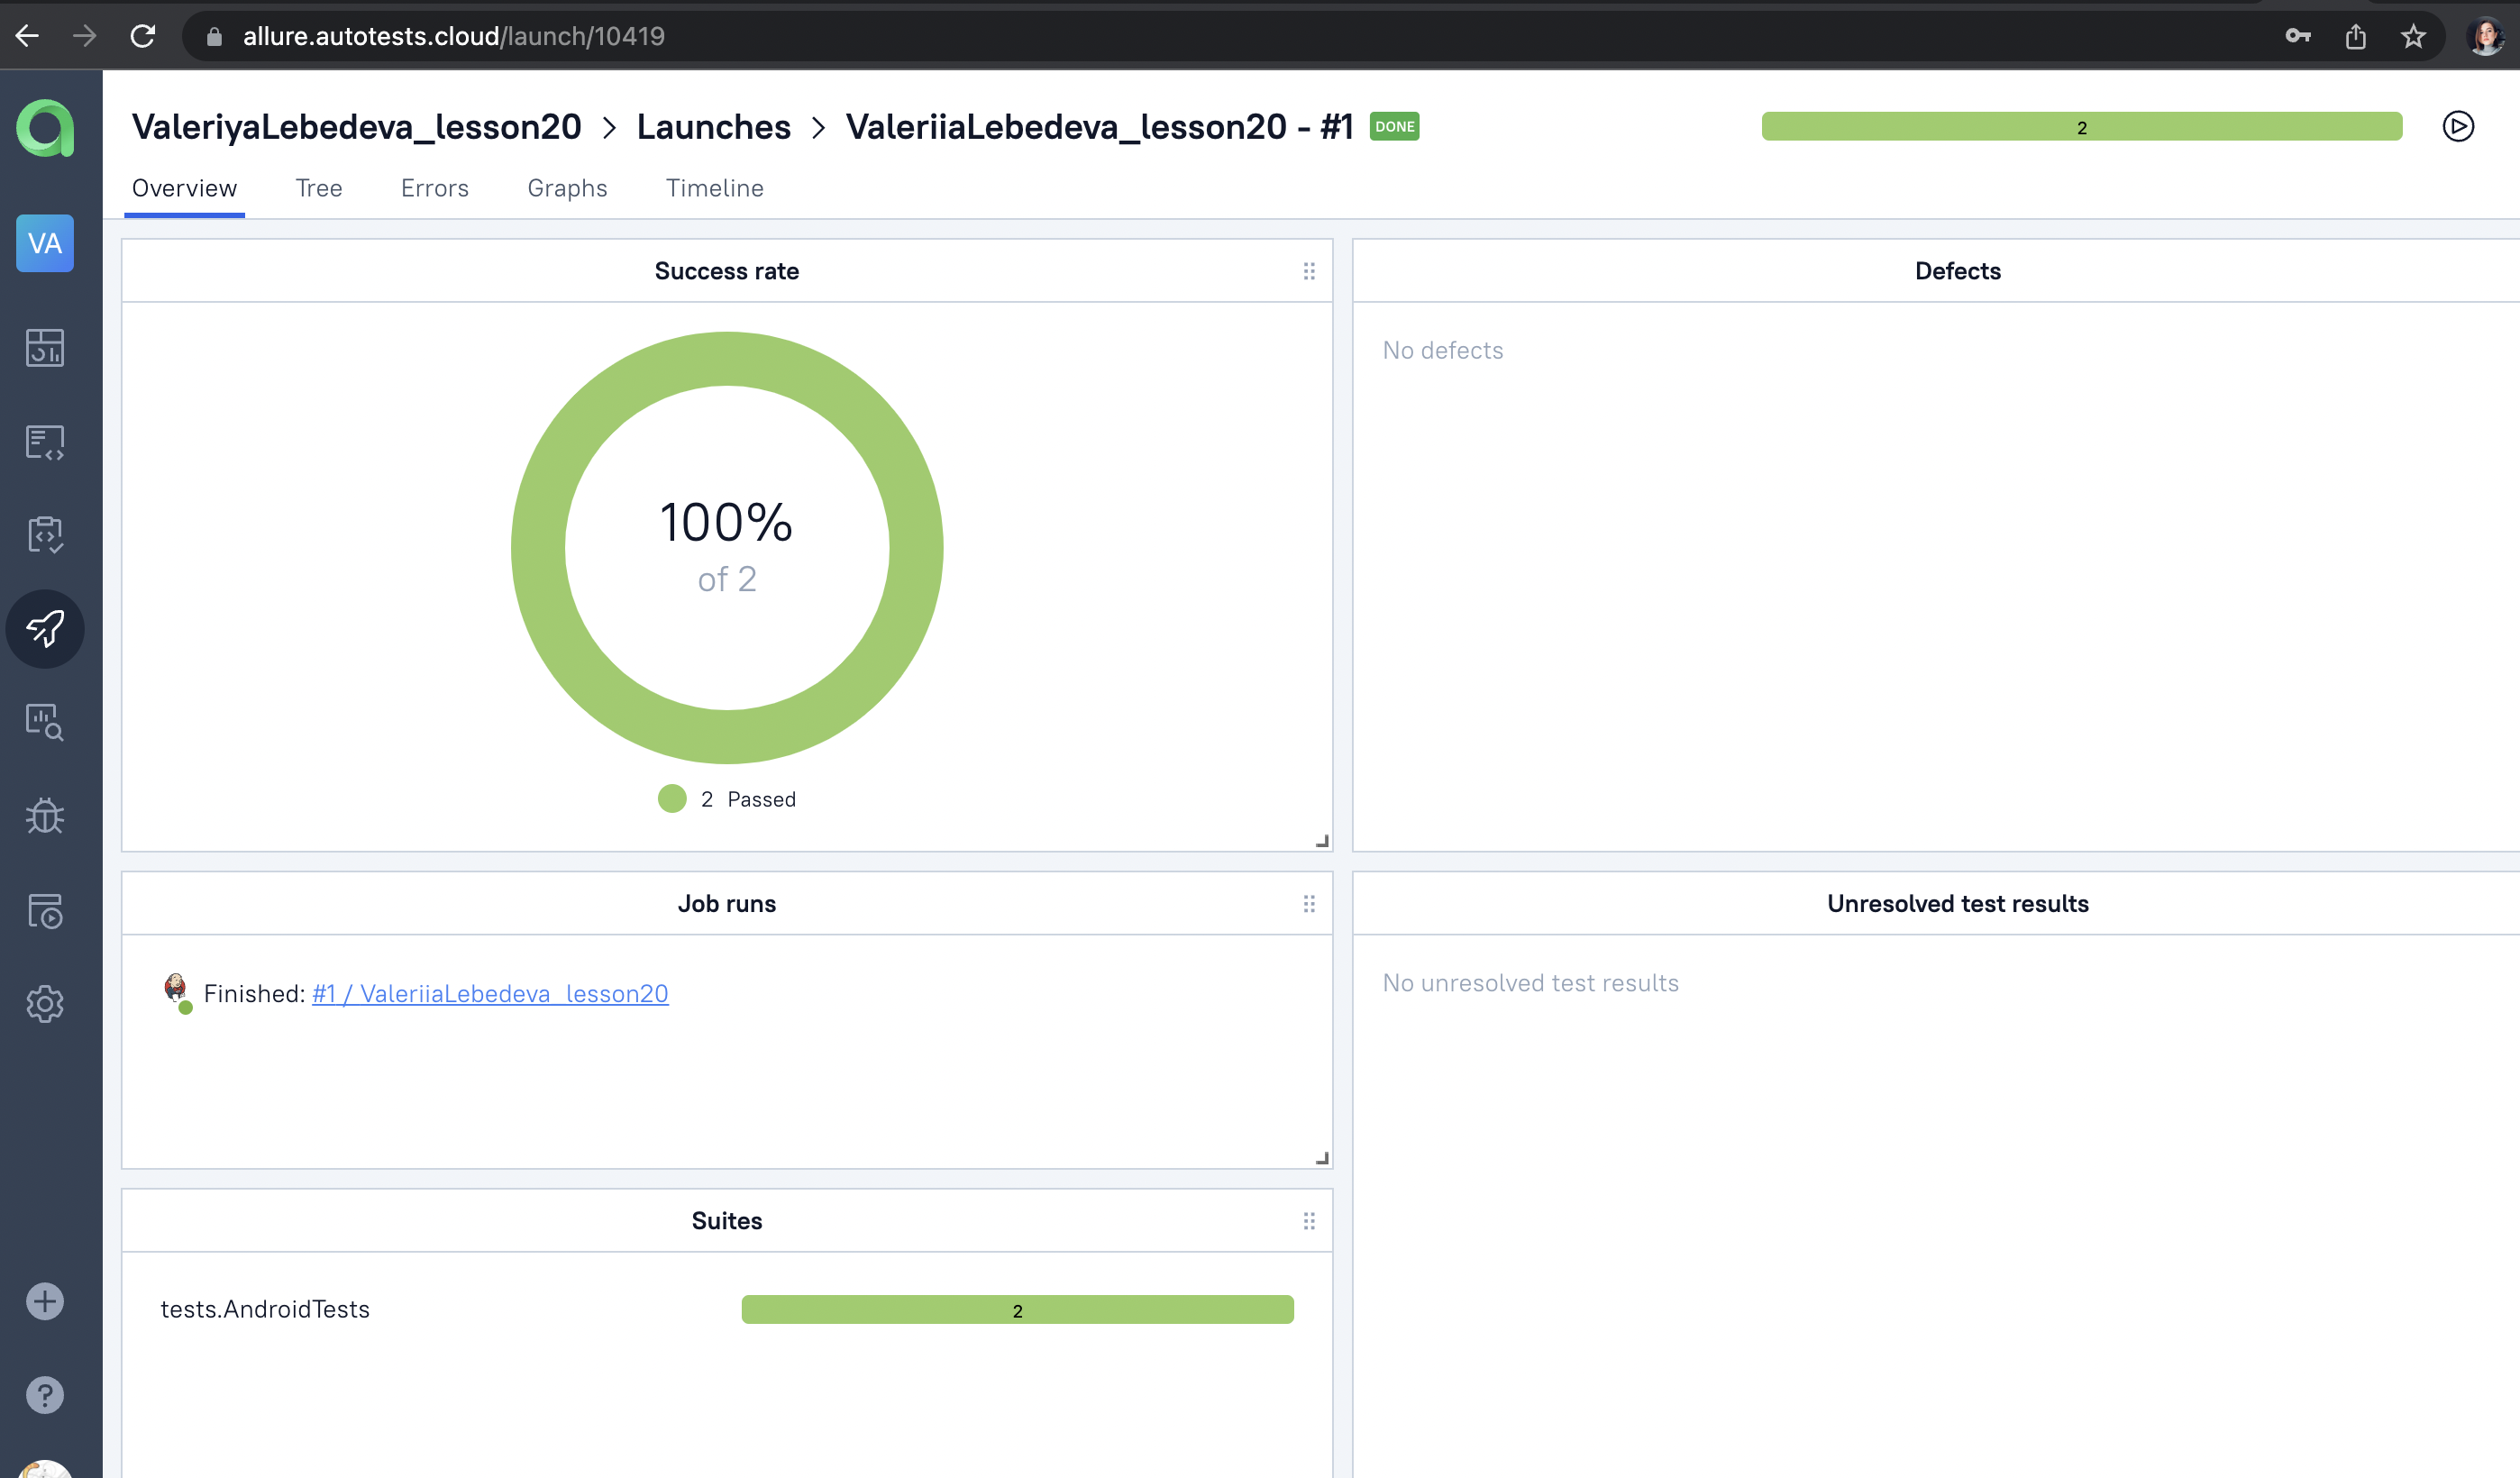 allure.autotests.cloud/launch/10419
ValeriyaLebedeva_lesson20 > Launches > ValeriiaLebedeva_lesson20 - #1 DONE
2
Overview Tree Errors Graphs Timeline
VA
Success rate
100%
of 2
2 Passed
Defects
No defects
Job runs
Finished: #1 / ValeriiaLebedeva_lesson20
Unresolved test results
No unresolved test results
Suites
tests.AndroidTests 2